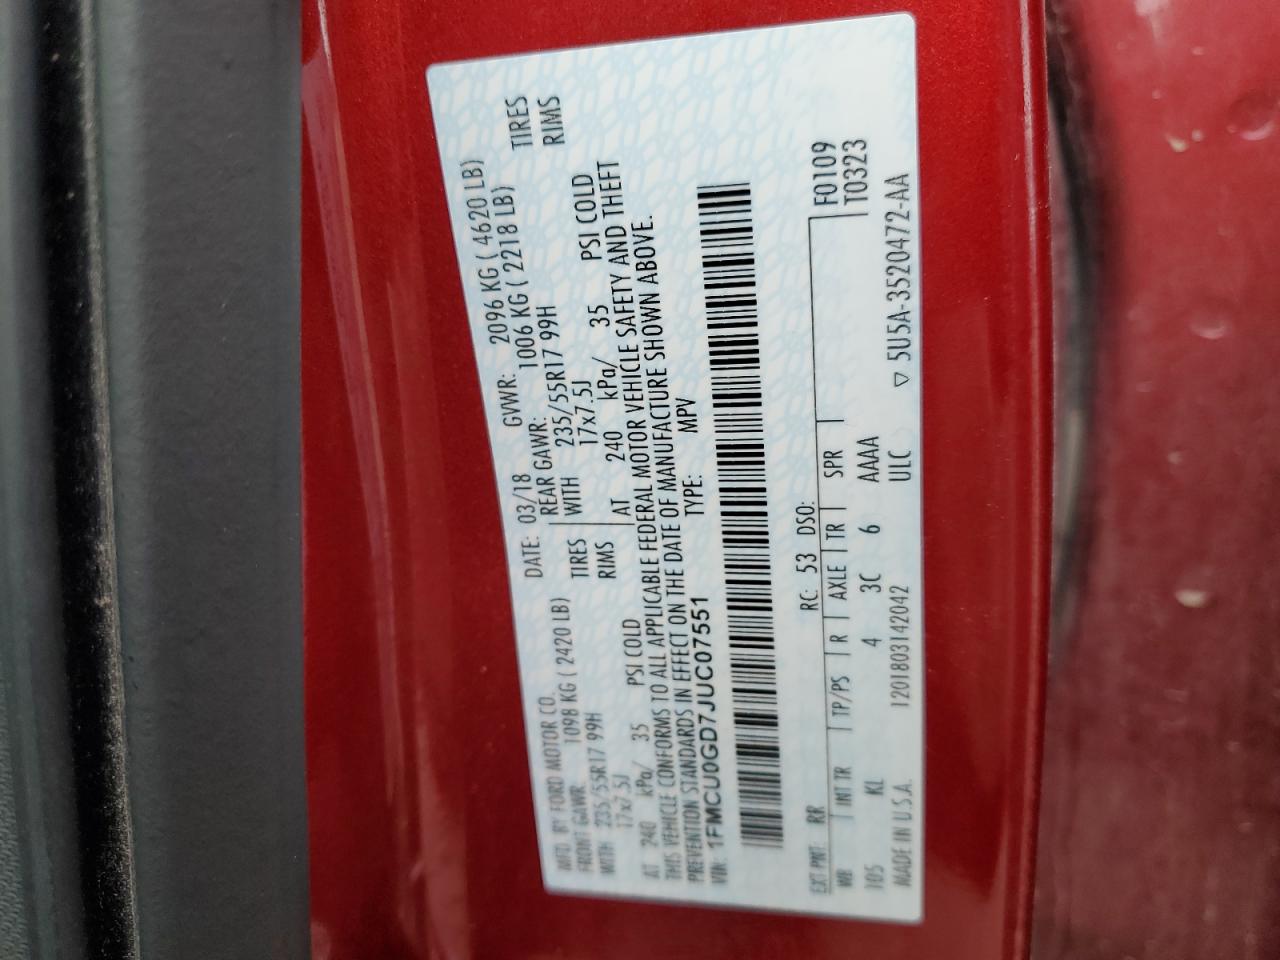 MFD. BY FORD MOTOR CO. DATE: 03/18 GVWR: 2096 KG ( 4620 LB)
FRONT GAWR: 1098 KG ( 2420 LB) REAR GAWR: 1006 KG ( 2218 LB)
WITH 235/55R17 99H TIRES WITH 235/55R17 99H TIRES
17x7.5J RIMS 17x7.5J RIMS
AT 240 kPa/ 35 PSI COLD AT 240 kPa/ 35 PSI COLD
THIS VEHICLE CONFORMS TO ALL APPLICABLE FEDERAL MOTOR VEHICLE SAFETY AND THEFT
PREVENTION STANDARDS IN EFFECT ON THE DATE OF MANUFACTURE SHOWN ABOVE.
VIN: 1FMCU0GD7JUC07551 TYPE: MPV
F0109
T0323
EXT PNT: RR RC: 53 DSO:
WB INT TR TP/PS R AXLE TR SPR
105 KL 4 3C 6 AAAA
MADE IN U.S.A. 1201803142042 ULC ▽ 5U5A-3520472-AA